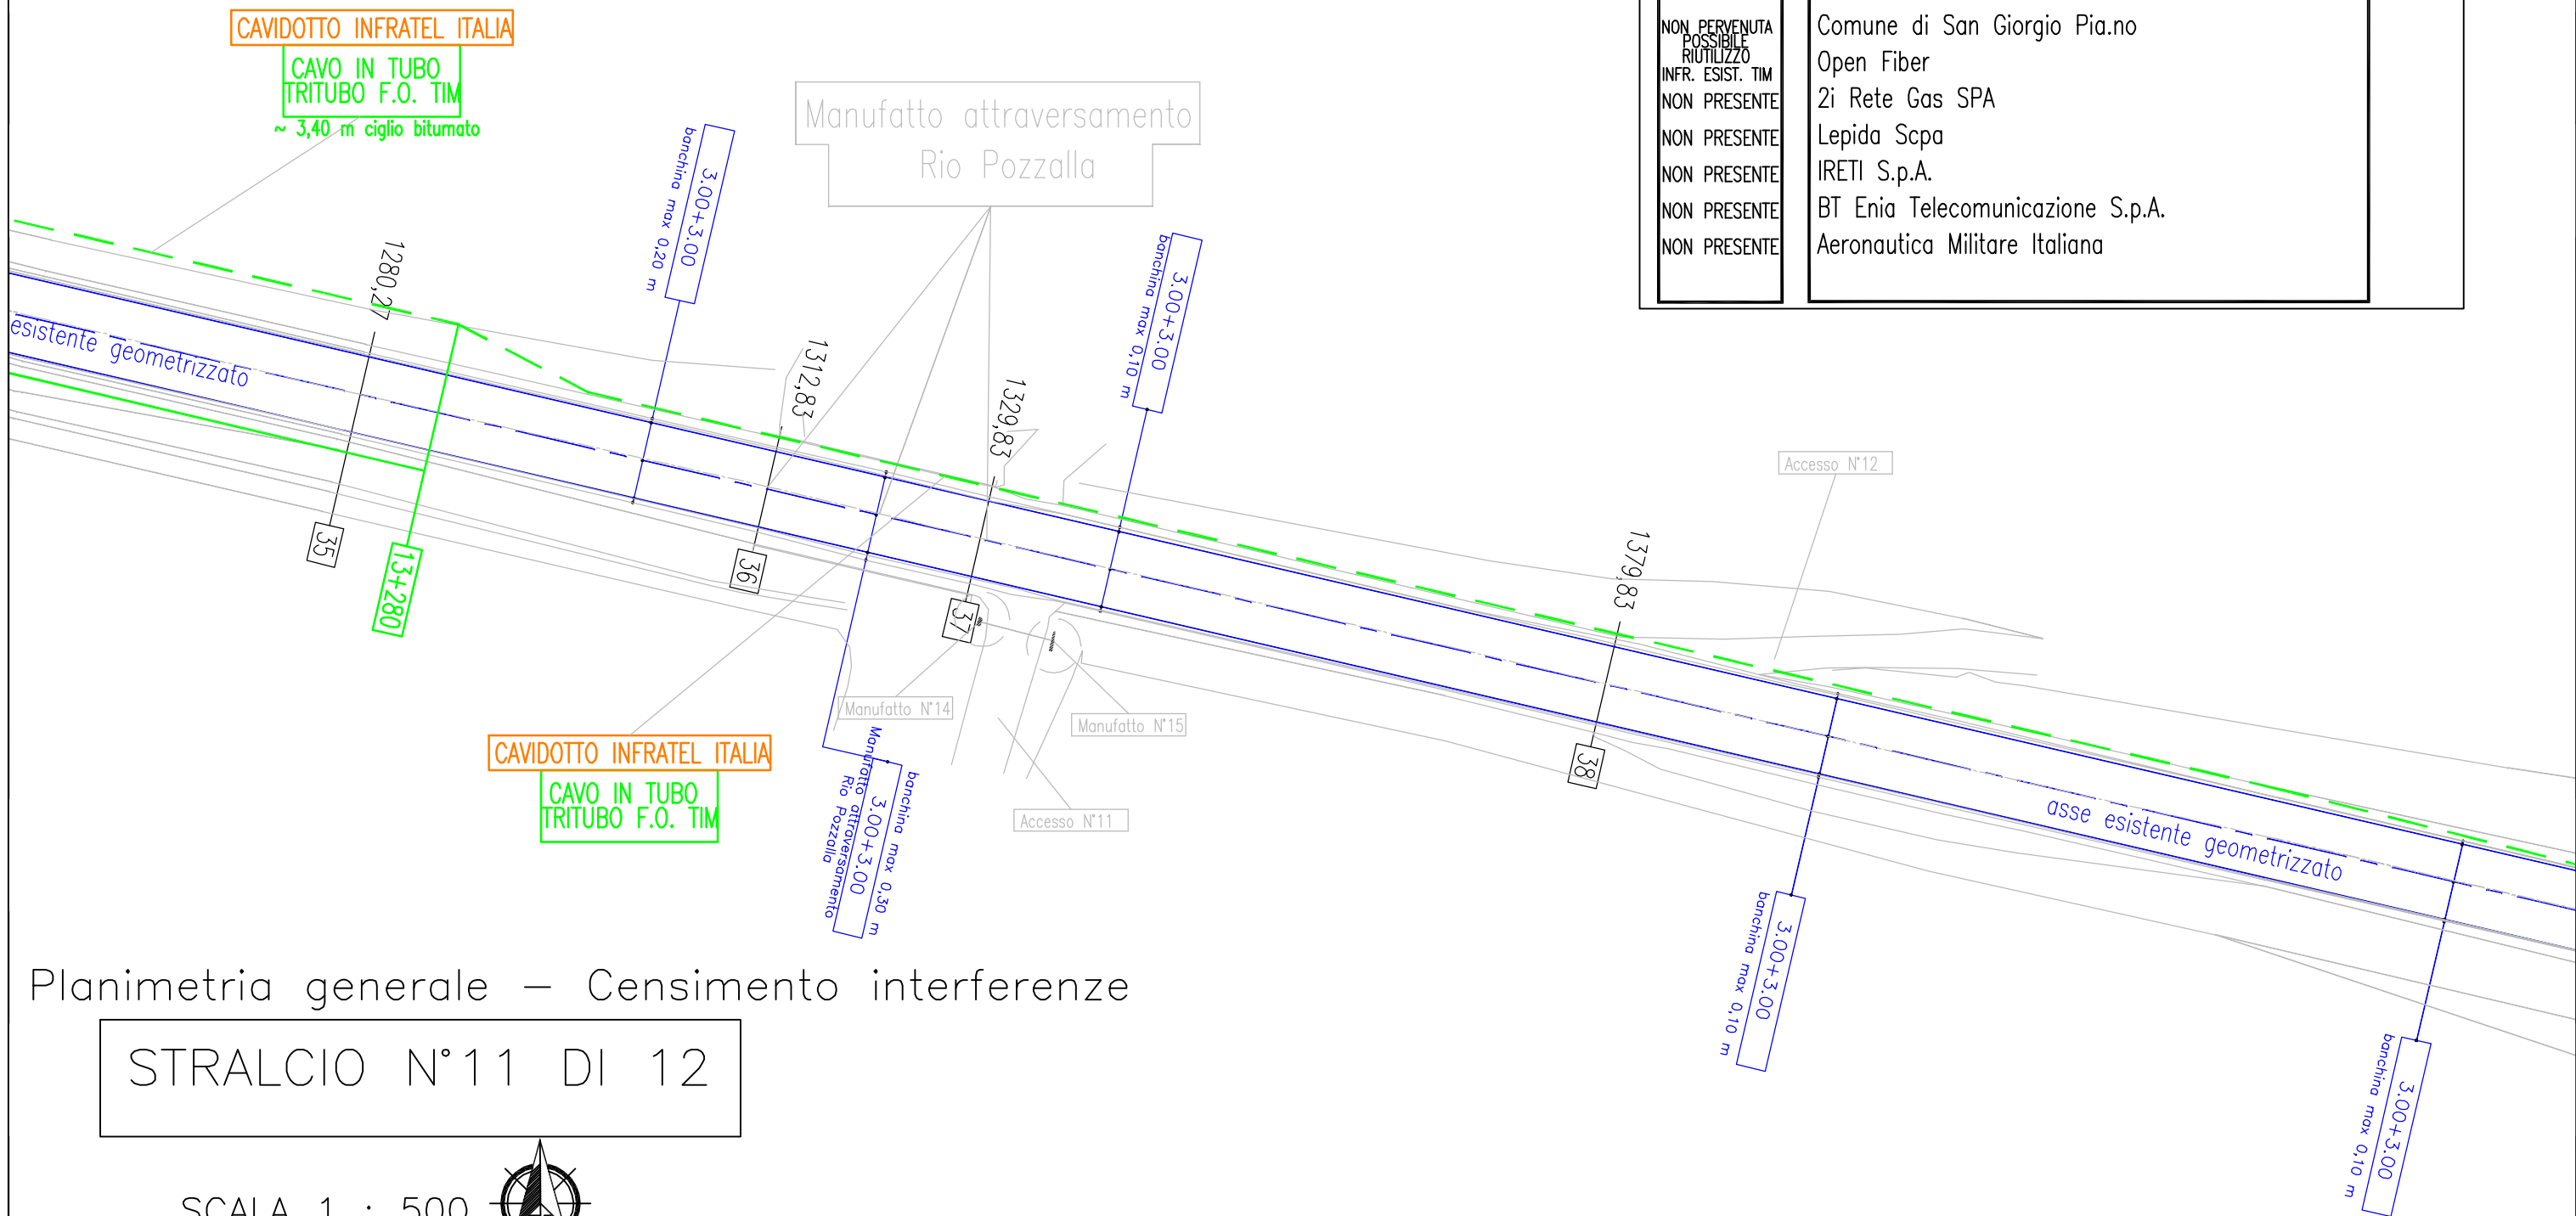 CAVIDOTTO INFRATEL ITALIA
CAVO IN TUBO
TRITUBO F.O. TIM
~ 3,40 m ciglio bitumato
Manufatto attraversamento
Rio Pozzalla
NON PERVENUTA
Comune di San Giorgio Pia.no
POSSIBILE
RIUTILIZZO
INFR. ESIST. TIM
Open Fiber
NON PRESENTE
2i Rete Gas SPA
NON PRESENTE
Lepida Scpa
NON PRESENTE
IRETI S.p.A.
NON PRESENTE
BT Enia Telecomunicazione S.p.A.
NON PRESENTE
Aeronautica Militare Italiana
3.00+3.00
banchina max 0,20 m
3.00+3.00
banchina max 0,10 m
1280,27
1312,83
1329,83
1379,83
esistente geometrizzato
35
13+280
36
37
38
Accesso N°12
Manufatto N°14
Manufatto N°15
Accesso N°11
CAVIDOTTO INFRATEL ITALIA
CAVO IN TUBO
TRITUBO F.O. TIM
banchina max 0,30 m
3.00+3.00
Manufatto attraversamento
Rio Pozzalla
asse esistente geometrizzato
3.00+3.00
banchina max 0,10 m
3.00+3.00
banchina max 0,10 m
Planimetria generale – Censimento interferenze
STRALCIO N°11 DI 12
SCALA 1 : 500